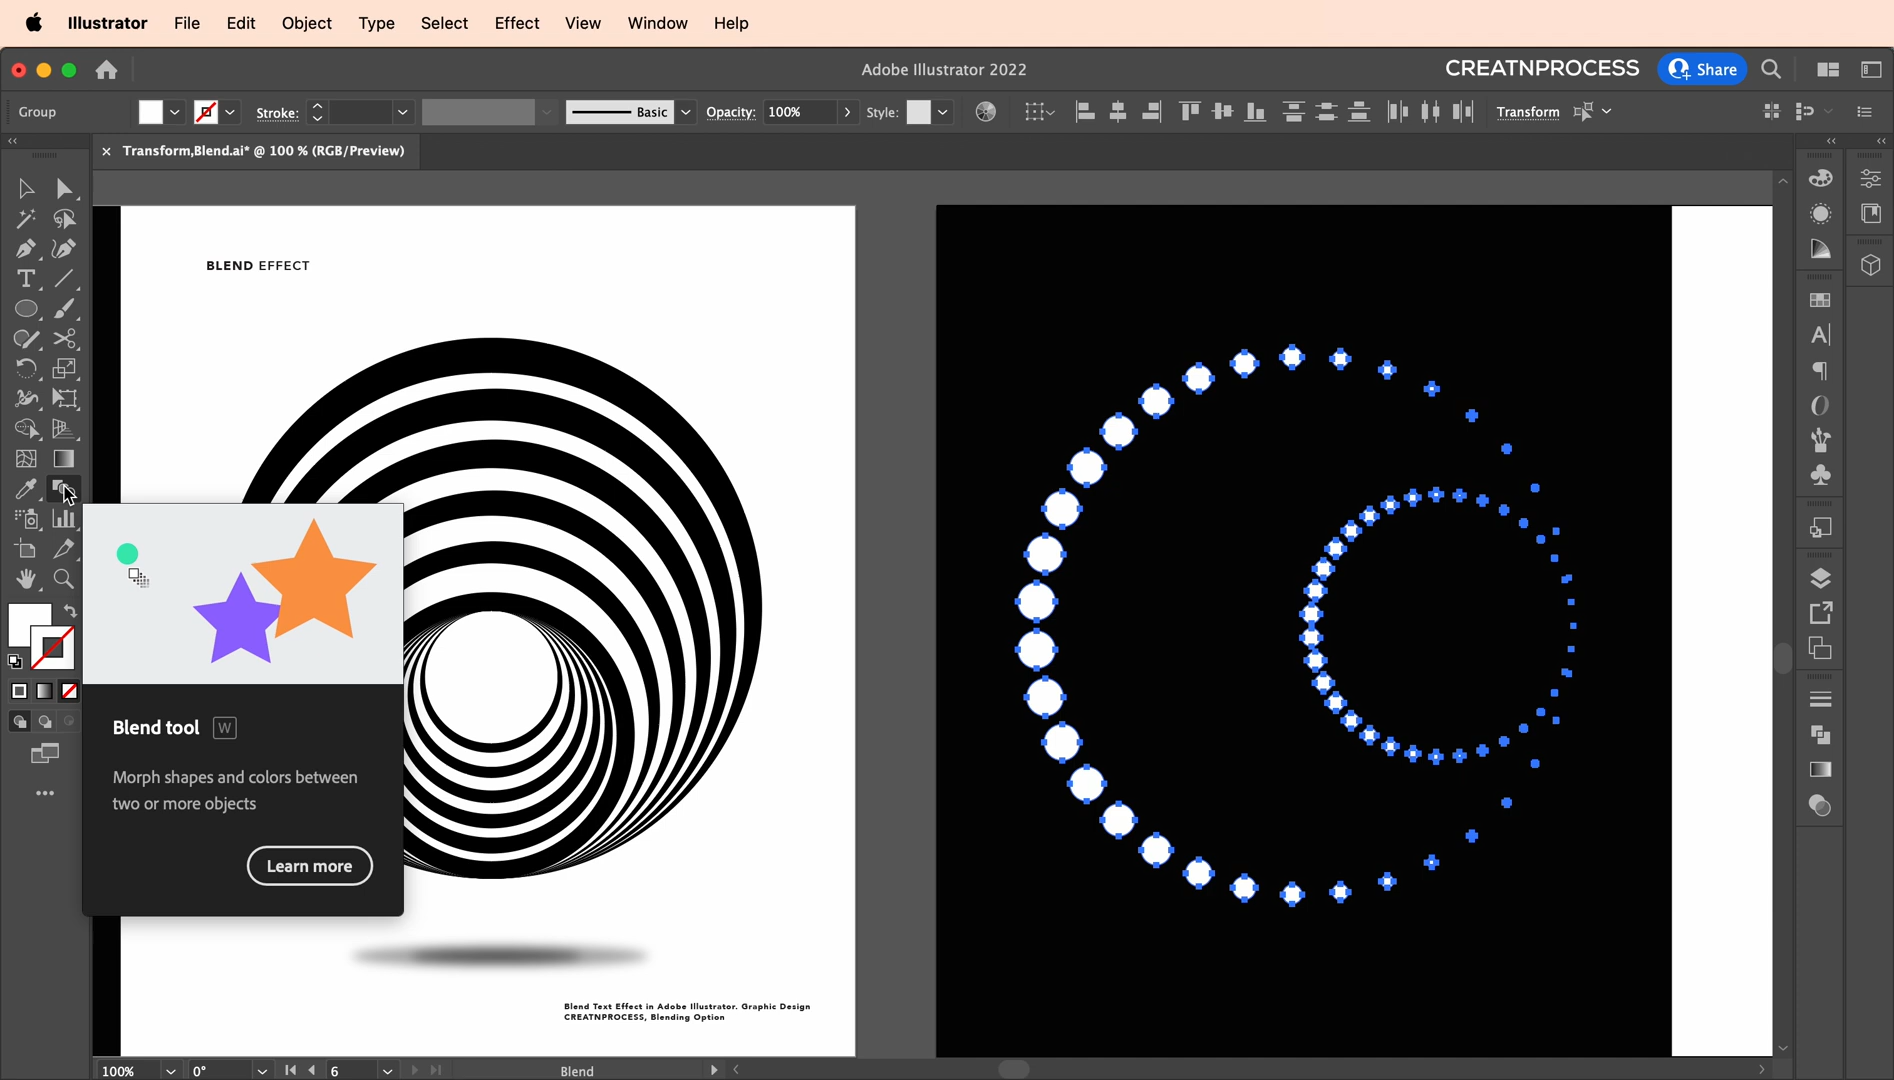 Illustrator File Edit Object Type Select Effect View Window Help
Adobe Illustrator 2022
CREATNPROCESS
Share
Group
Stroke:
Basic
Opacity: 100%
Style:
Transform
× Transform,Blend.ai* @ 100 % (RGB/Preview)
BLEND EFFECT
Blend tool W
Morph shapes and colors between
two or more objects
Learn more
Blend Text Effect in Adobe Illustrator. Graphic Design
CREATNPROCESS, Blending Option
100% 0° 6 Blend